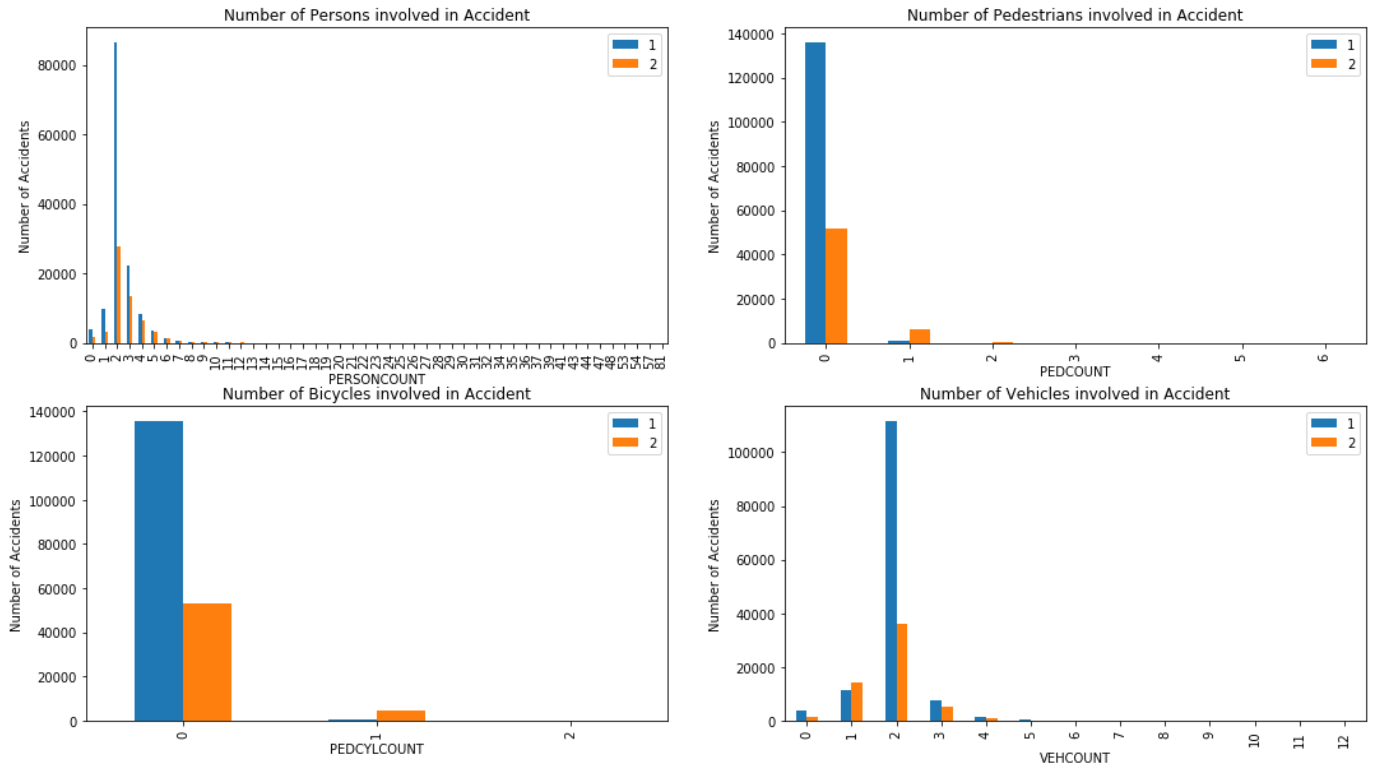 Number of Persons involved in Accident
1
2
80000
60000
40000
20000
0
Number of Accidents
0 1 2 3 4 5 6 7 8 9 10 11 12 13 14 15 16 17 18 19 20 21 22 23 24 25 26 27 28 29 30 31 32 34 35 36 37 39 41 43 44 47 48 53 54 57 81
PERSONCOUNT
Number of Pedestrians involved in Accident
1
2
140000
120000
100000
80000
60000
40000
20000
0
Number of Accidents
0 1 2 3 4 5 6
PEDCOUNT
Number of Bicycles involved in Accident
1
2
140000
120000
100000
80000
60000
40000
20000
0
Number of Accidents
0 1 2
PEDCYLCOUNT
Number of Vehicles involved in Accident
1
2
100000
80000
60000
40000
20000
0
Number of Accidents
0 1 2 3 4 5 6 7 8 9 10 11 12
VEHCOUNT